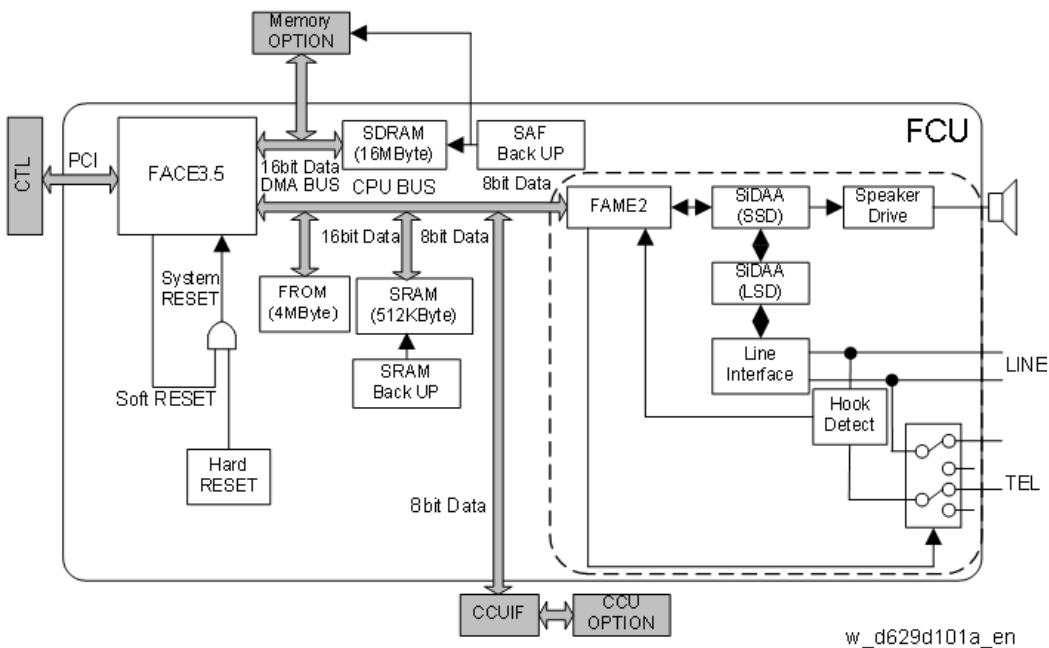 Memory
OPTION
FCU
CTL
PCI
FACE3.5
SDRAM
(16MByte)
SAF
Back UP
16bit Data
DMA BUS
CPU BUS
8bit Data
FAME2
SiDAA
(SSD)
Speaker
Drive
16bit Data
8bit Data
System
RESET
FROM
(4MByte)
SRAM
(512KByte)
SiDAA
(LSD)
Line
Interface
LINE
SRAM
Back UP
Soft RESET
Hook
Detect
Hard
RESET
TEL
8bit Data
CCUIF
CCU
OPTION
w_d629d101a_en